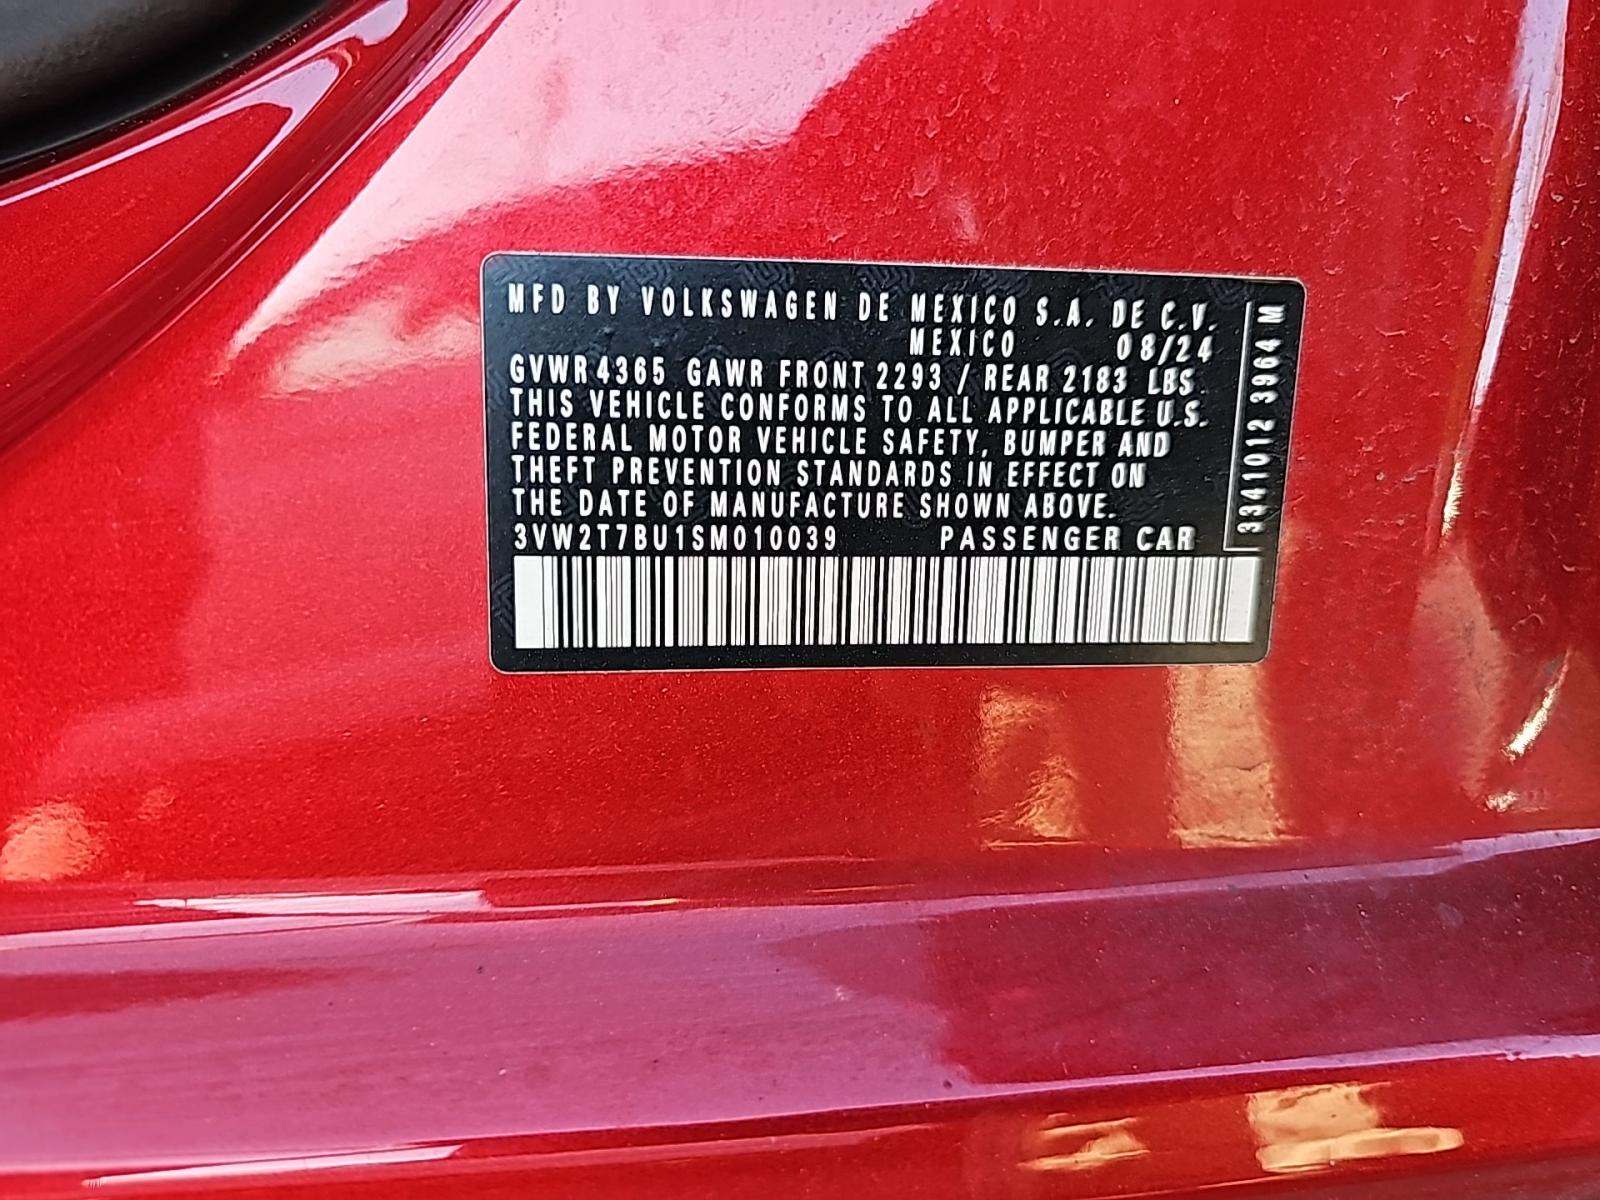 MFD BY VOLKSWAGEN DE MEXICO S.A. DE C.V.
MEXICO 08/24
GVWR 4365 GAWR FRONT 2293 / REAR 2183 LBS
THIS VEHICLE CONFORMS TO ALL APPLICABLE U.S.
FEDERAL MOTOR VEHICLE SAFETY, BUMPER AND
THEFT PREVENTION STANDARDS IN EFFECT ON
THE DATE OF MANUFACTURE SHOWN ABOVE.
3VW2T7BU1SM010039 PASSENGER CAR
3341012 3964 M